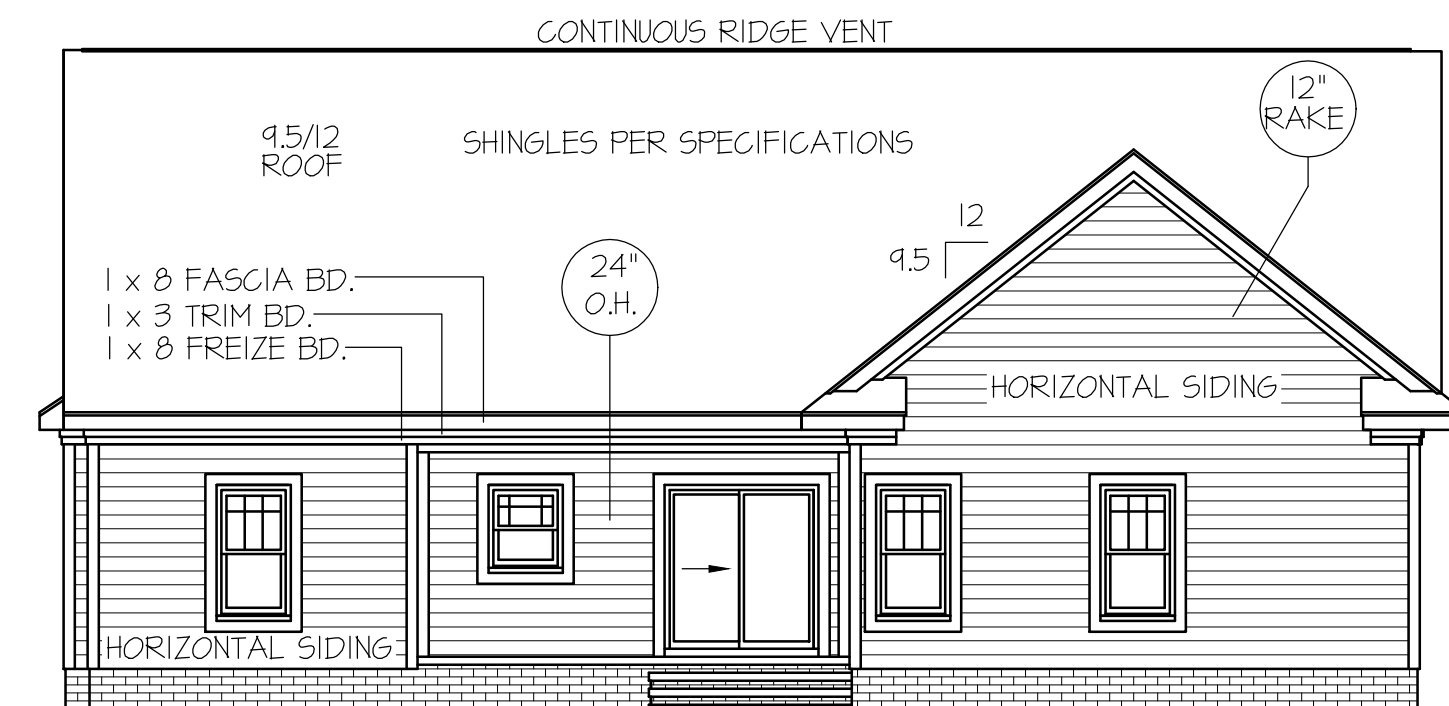 CONTINUOUS RIDGE VENT
12"
RAKE
9.5/12
ROOF
SHINGLES PER SPECIFICATIONS
12
9.5
24"
O.H.
1 x 8 FASCIA BD.
1 x 3 TRIM BD.
1 x 8 FREIZE BD.
HORIZONTAL SIDING
HORIZONTAL SIDING